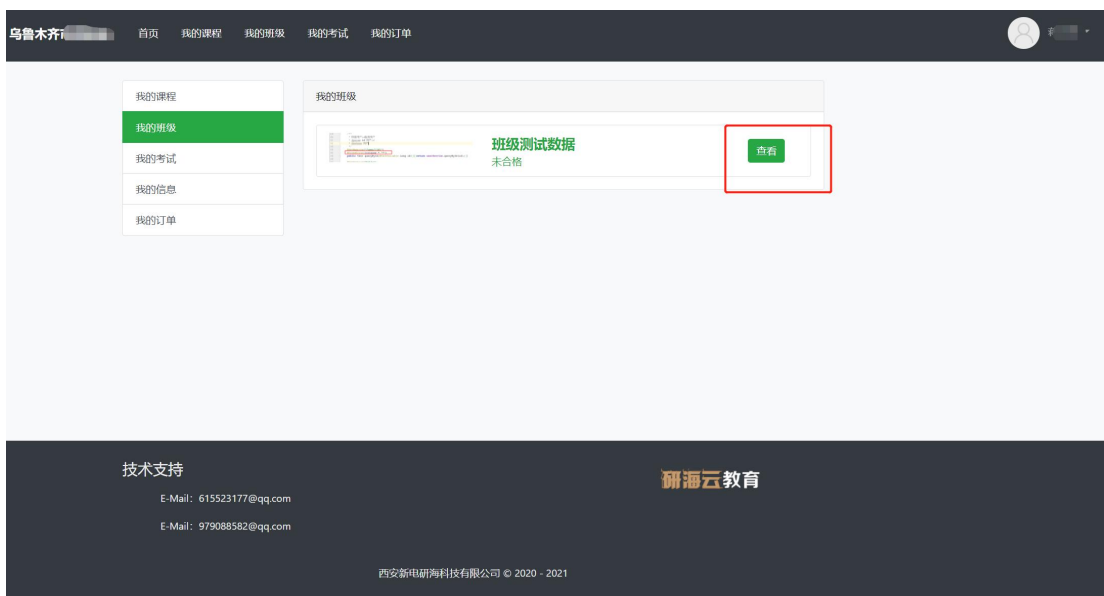 乌鲁木齐 首页 我的课程 我的班级 我的考试 我的订单
我的课程
我的班级
我的考试
我的信息
我的订单
我的班级
班级测试数据
未合格
查看
技术支持
E-Mail: 615523177@qq.com
E-Mail: 979088582@qq.com
研海云教育
西安新电研海科技有限公司 © 2020 - 2021